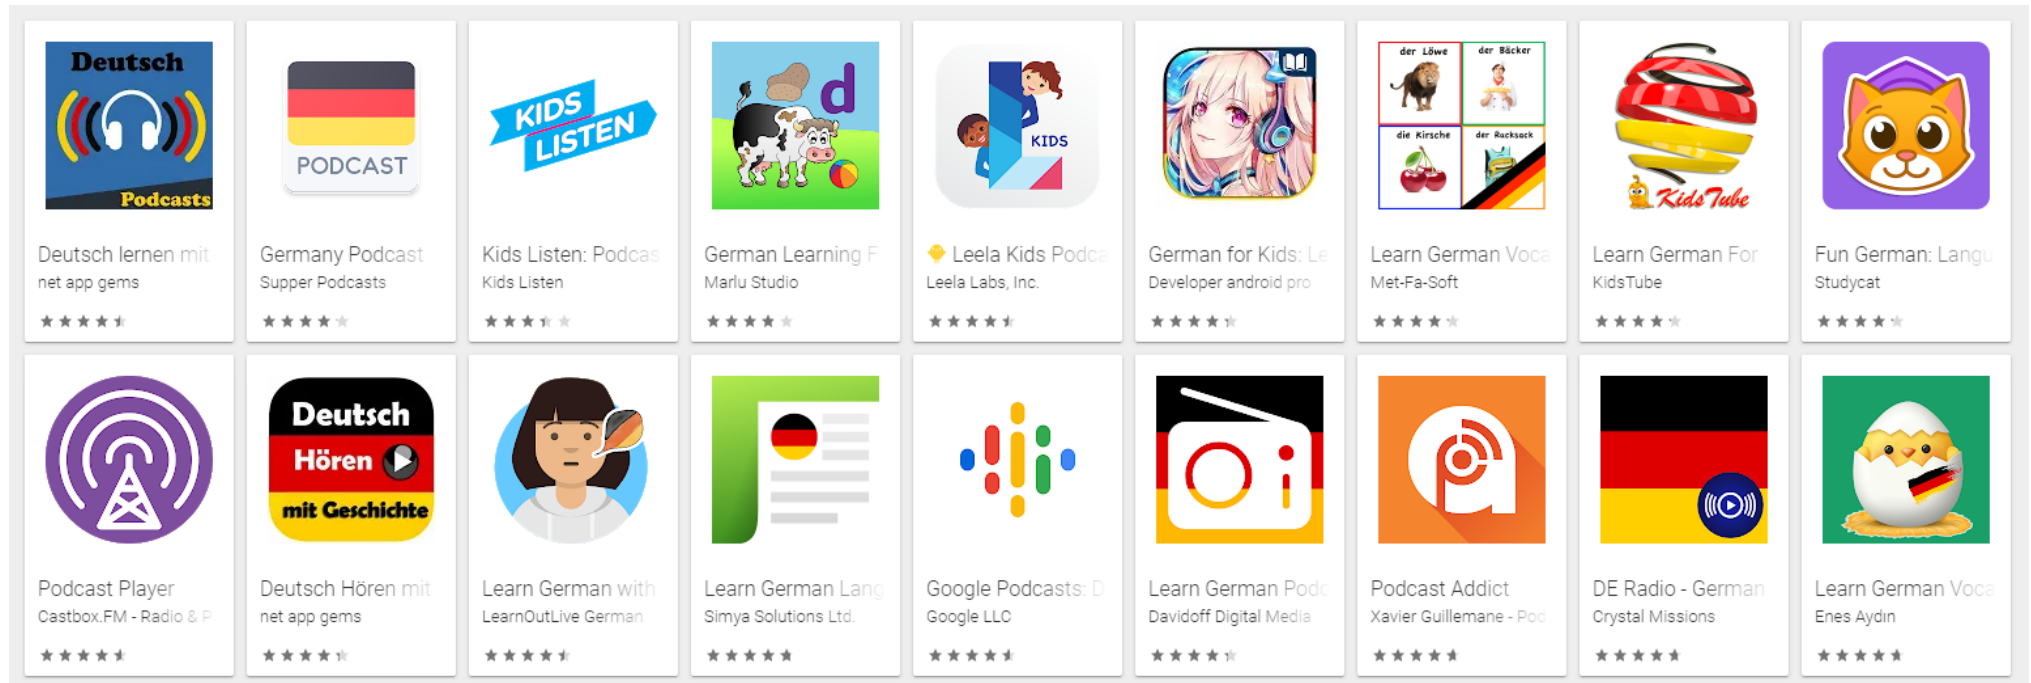 Deutsch
Podcasts
PODCAST
KIDS
LISTEN
d
KIDS
der Löwe
der Bäcker
die Kirsche
der Rucksack
KidsTube
Deutsch lernen mit
net app gems
Germany Podcast
Supper Podcasts
Kids Listen: Podcas
Kids Listen
German Learning F
Marlu Studio
Leela Kids Podca
Leela Labs, Inc.
German for Kids: Le
Developer android pro
Learn German Voca
Met-Fa-Soft
Learn German For
KidsTube
Fun German: Langu
Studycat
Deutsch
Hören
mit Geschichte
Podcast Player
Castbox.FM - Radio & P
Deutsch Hören mit
net app gems
Learn German with
LearnOutLive German
Learn German Lang
Simya Solutions Ltd.
Google Podcasts: D
Google LLC
Learn German Podc
Davidoff Digital Media
Podcast Addict
Xavier Guillemane - Pod
DE Radio - German
Crystal Missions
Learn German Voca
Enes Aydın